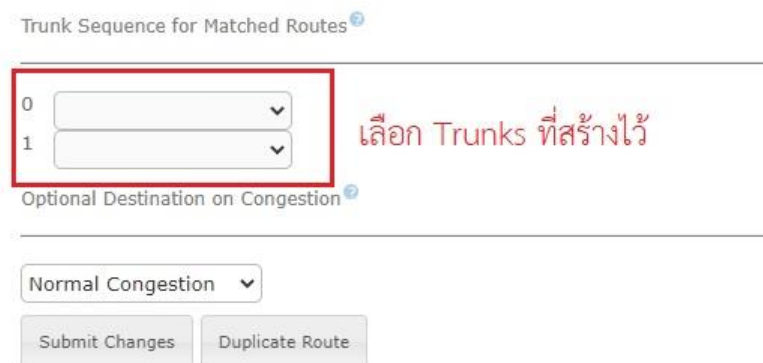 Trunk Sequence for Matched Routes
0
เลือก Trunks ที่สร้างไว้
1
Optional Destination on Congestion
Normal Congestion
Submit Changes
Duplicate Route